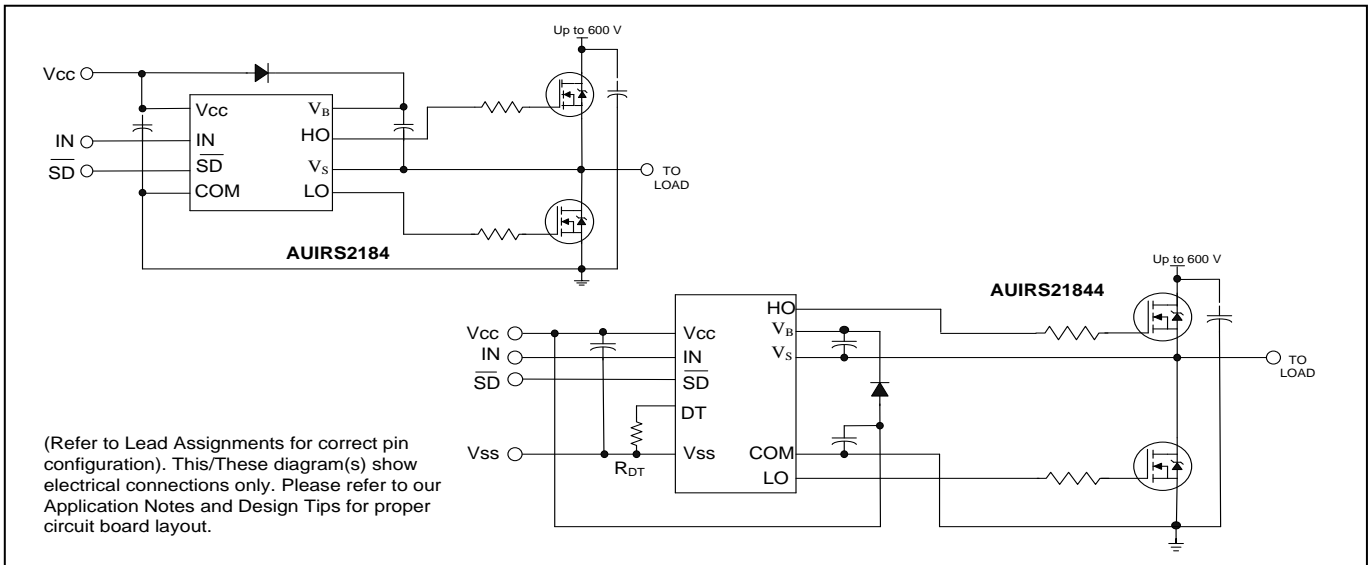 Up to 600 V
Vcc
Vcc
VB
HO
IN
IN
SD
SD
VS
TO
LOAD
COM
LO
AUIRS2184
Up to 600 V
AUIRS21844
HO
Vcc
Vcc
VB
IN
IN
VS
TO
LOAD
SD
SD
DT
Vss
RDT
Vss
COM
LO
(Refer to Lead Assignments for correct pin
configuration). This/These diagram(s) show
electrical connections only. Please refer to our
Application Notes and Design Tips for proper
circuit board layout.